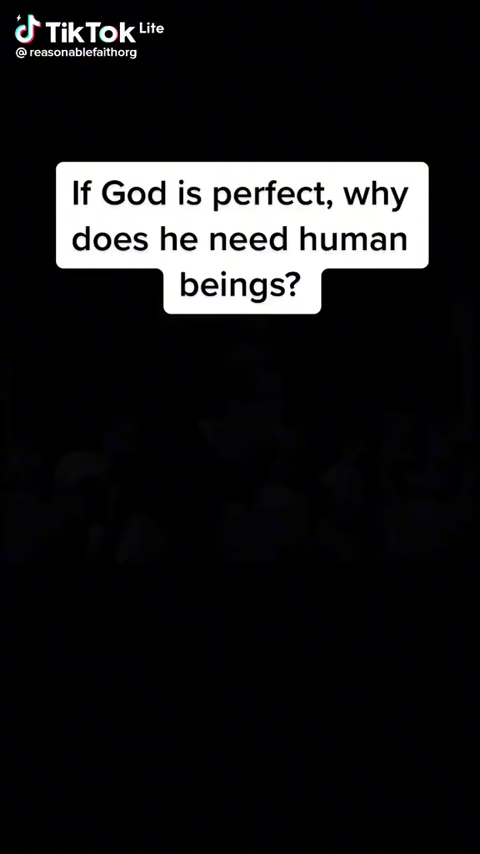 TikTok Lite
@reasonablefaithorg
If God is perfect, why
does he need human
beings?